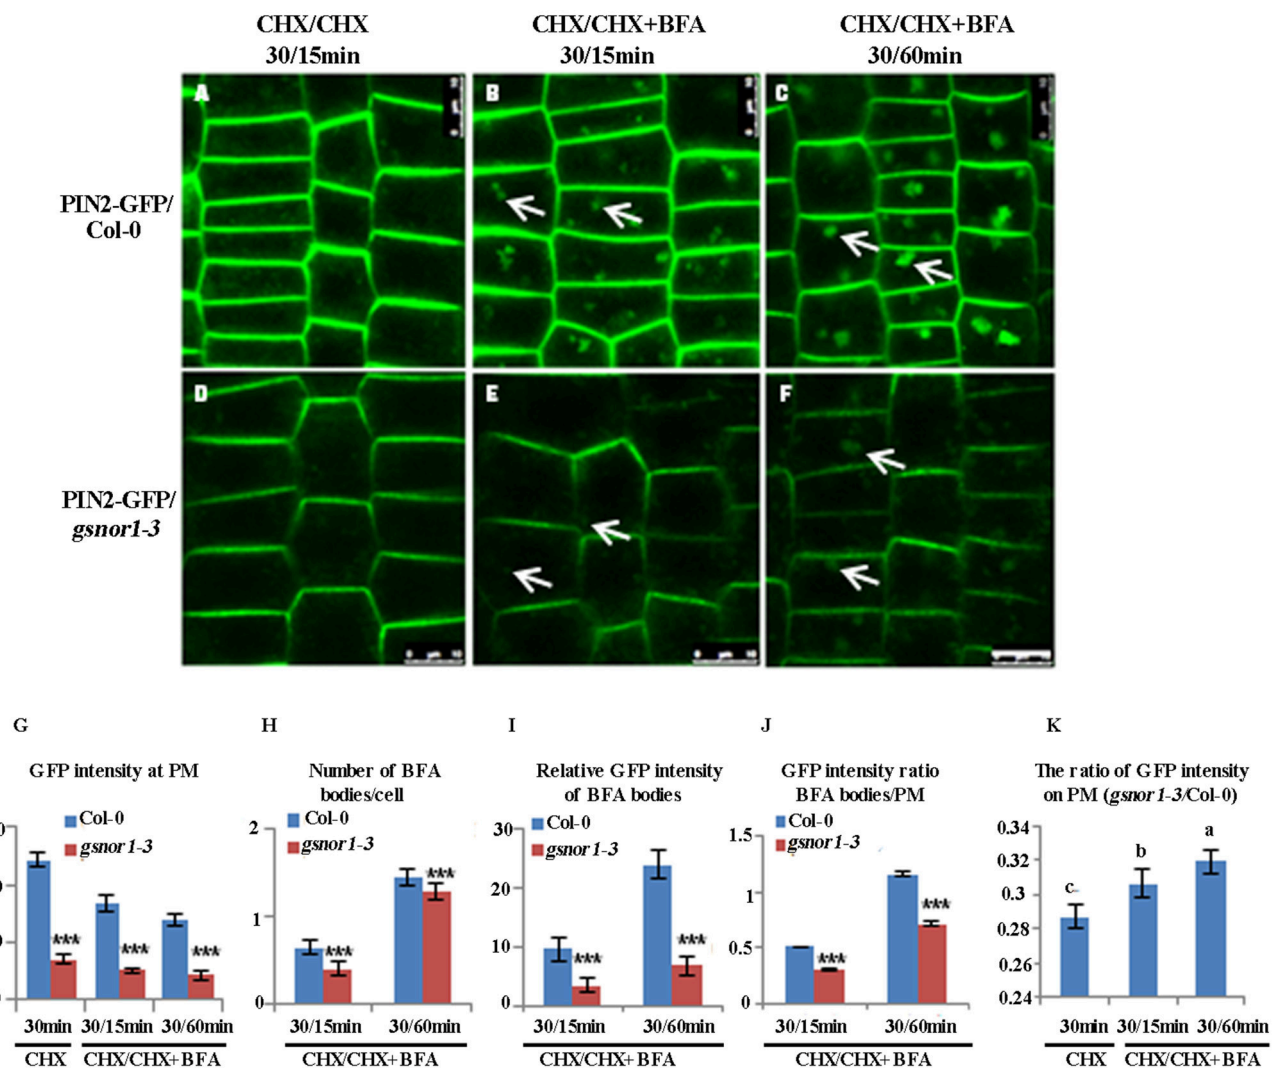 CHX/CHX
30/15min
CHX/CHX+BFA
30/15min
CHX/CHX+BFA
30/60min
PIN2-GFP/
Col-0
A
B
C
PIN2-GFP/
gsnor1-3
D
E
F
G
GFP intensity at PM
Col-0
gsnor1-3
0
***
***
***
30min
30/15min
30/60min
CHX
CHX/CHX+BFA
H
Number of BFA
bodies/cell
Col-0
gsnor1-3
2
1
0
***
***
30/15min
30/60min
CHX/CHX+BFA
I
Relative GFP intensity
of BFA bodies
Col-0
gsnor1-3
30
20
10
0
***
***
30/15min
30/60min
CHX/CHX+BFA
J
GFP intensity ratio
BFA bodies/PM
Col-0
gsnor1-3
1.5
1
0.5
0
***
***
30/15min
30/60min
CHX/CHX+BFA
K
The ratio of GFP intensity
on PM (gsnor1-3/Col-0)
0.34
0.32
0.3
0.28
0.26
0.24
c
b
a
30min
30/15min
30/60min
CHX
CHX/CHX+BFA